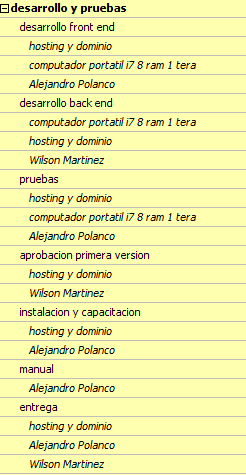 desarrollo y pruebas
desarrollo front end
hosting y dominio
computador portatil i7 8 ram 1 tera
Alejandro Polanco
desarrollo back end
computador portatil i7 8 ram 1 tera
hosting y dominio
Wilson Martinez
pruebas
hosting y dominio
computador portatil i7 8 ram 1 tera
Alejandro Polanco
aprobacion primera version
hosting y dominio
Wilson Martinez
instalacion y capacitacion
hosting y dominio
Alejandro Polanco
manual
Alejandro Polanco
entrega
hosting y dominio
Alejandro Polanco
Wilson Martinez